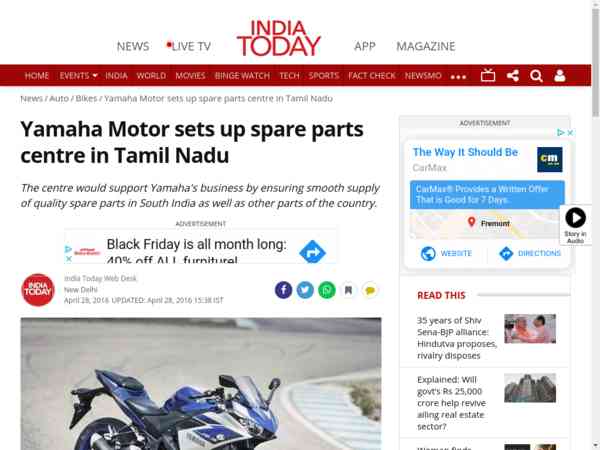 NEWS
LIVE TV
INDIA
TODAY
APP
MAGAZINE
HOME EVENTS INDIA WORLD MOVIES BINGE WATCH TECH SPORTS FACT CHECK NEWSMO
News / Auto / Bikes / Yamaha Motor sets up spare parts centre in Tamil Nadu
Yamaha Motor sets up spare parts
centre in Tamil Nadu
The centre would support Yamaha's business by ensuring smooth supply
of quality spare parts in South India as well as other parts of the country.
ADVERTISEMENT
Black Friday is all month long:
40% off ALL furniture!
INDIA
TODAY
India Today Web Desk
New Delhi
April 28, 2016 UPDATED: April 28, 2016 15:38 IST
YAMAHA
ADVERTISEMENT
The Way It Should Be
CarMax
cm
CarMax® Provides a Written Offer
That is Good for 7 Days.
Fremont
WEBSITE
DIRECTIONS
Story in
Audio
READ THIS
35 years of Shiv
Sena-BJP alliance:
Hindutva proposes,
rivalry disposes
Explained: Will
govt's Rs 25,000
crore help revive
ailing real estate
sector?
Woman finds